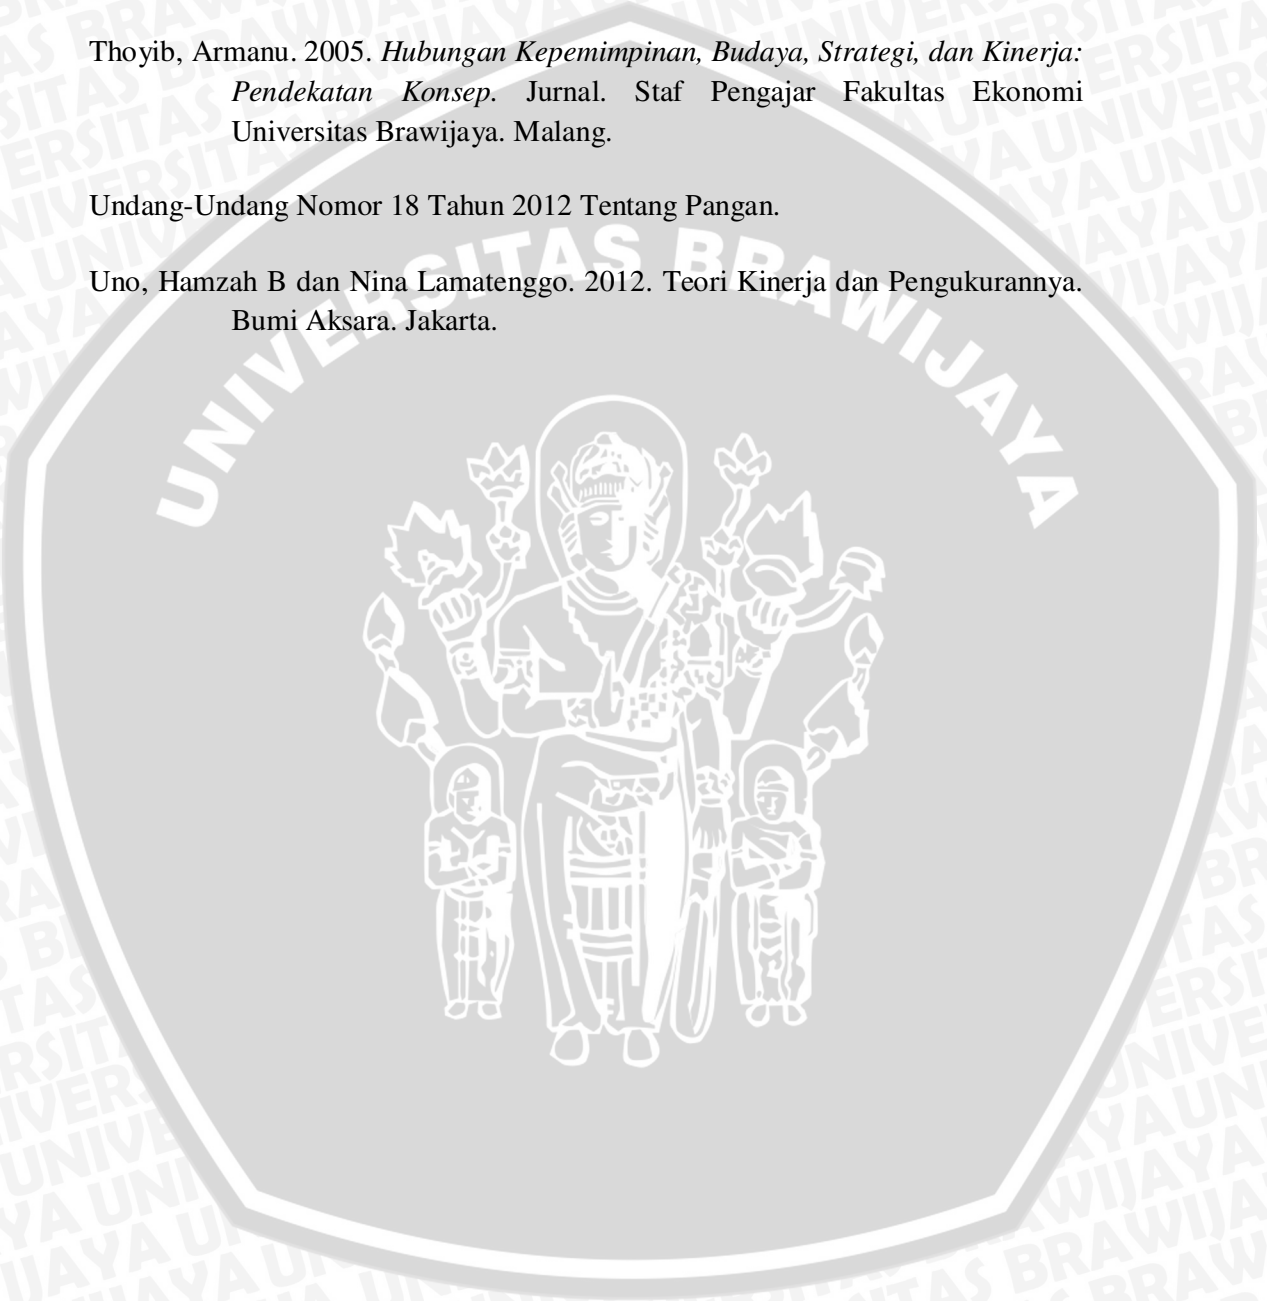 Thoyib, Armanu. 2005. Hubungan Kepemimpinan, Budaya, Strategi, dan Kinerja:
Pendekatan Konsep. Jurnal. Staf Pengajar Fakultas Ekonomi
Universitas Brawijaya. Malang.
Undang-Undang Nomor 18 Tahun 2012 Tentang Pangan.
Uno, Hamzah B dan Nina Lamatenggo. 2012. Teori Kinerja dan Pengukurannya.
Bumi Aksara. Jakarta.
UNIVERSITAS BRAWIJAYA